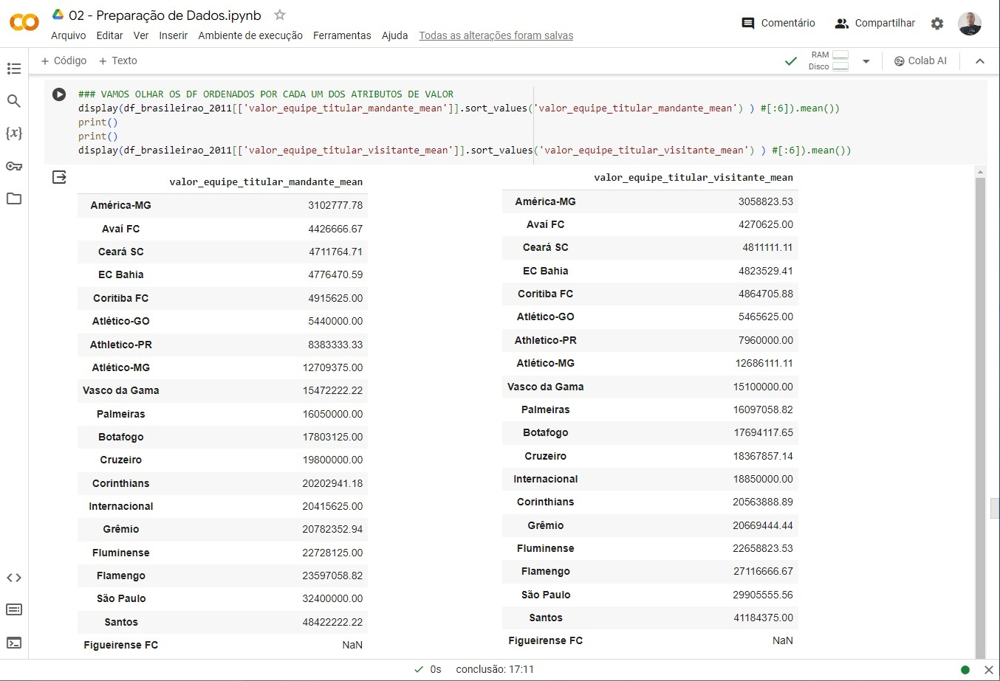 02 - Preparação de Dados.ipynb
Arquivo Editar Ver Inserir Ambiente de execução Ferramentas Ajuda Todas as alterações foram salvas
Comentário
Compartilhar
+ Código + Texto
RAM
Disco
Colab AI
### VAMOS OLHAR OS DF ORDENADOS POR CADA UM DOS ATRIBUTOS DE VALOR
display(df_brasileirao_2011[['valor_equipe_titular_mandante_mean']].sort_values('valor_equipe_titular_mandante_mean') ) #[:6]).mean())
print()
print()
display(df_brasileirao_2011[['valor_equipe_titular_visitante_mean']].sort_values('valor_equipe_titular_visitante_mean') ) #[:6]).mean())
valor_equipe_titular_mandante_mean
América-MG 3102777.78
Avaí FC 4426666.67
Ceará SC 4711764.71
EC Bahia 4776470.59
Coritiba FC 4915625.00
Atlético-GO 5440000.00
Athletico-PR 8383333.33
Atlético-MG 12709375.00
Vasco da Gama 15472222.22
Palmeiras 16050000.00
Botafogo 17803125.00
Cruzeiro 19800000.00
Corinthians 20202941.18
Internacional 20415625.00
Grêmio 20782352.94
Fluminense 22728125.00
Flamengo 23597058.82
São Paulo 32400000.00
Santos 48422222.22
Figueirense FC NaN
valor_equipe_titular_visitante_mean
América-MG 3058823.53
Avaí FC 4270625.00
Ceará SC 4811111.11
EC Bahia 4823529.41
Coritiba FC 4864705.88
Atlético-GO 5465625.00
Athletico-PR 7960000.00
Atlético-MG 12686111.11
Vasco da Gama 15100000.00
Palmeiras 16097058.82
Botafogo 17694117.65
Cruzeiro 18367857.14
Internacional 18850000.00
Corinthians 20563888.89
Grêmio 20669444.44
Fluminense 22658823.53
Flamengo 27116666.67
São Paulo 29905555.56
Santos 41184375.00
Figueirense FC NaN
0s conclusão: 17:11